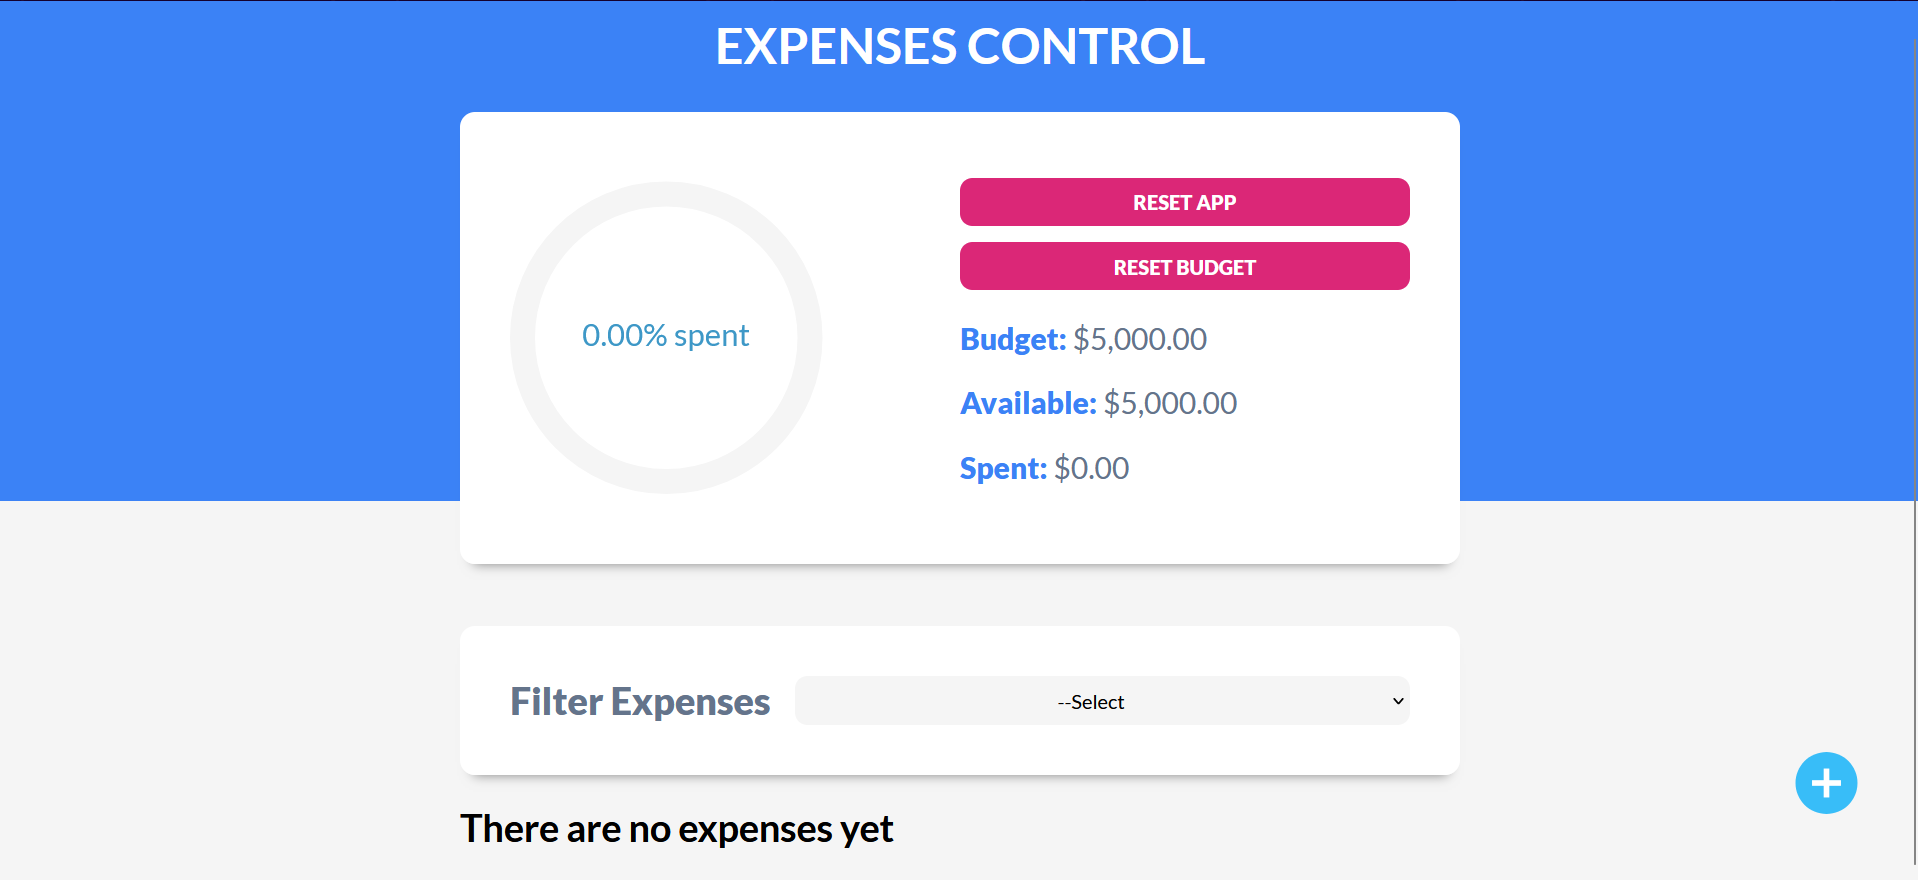 EXPENSES CONTROL
0.00% spent
RESET APP
RESET BUDGET
Budget: $5,000.00
Available: $5,000.00
Spent: $0.00
Filter Expenses
--Select
There are no expenses yet